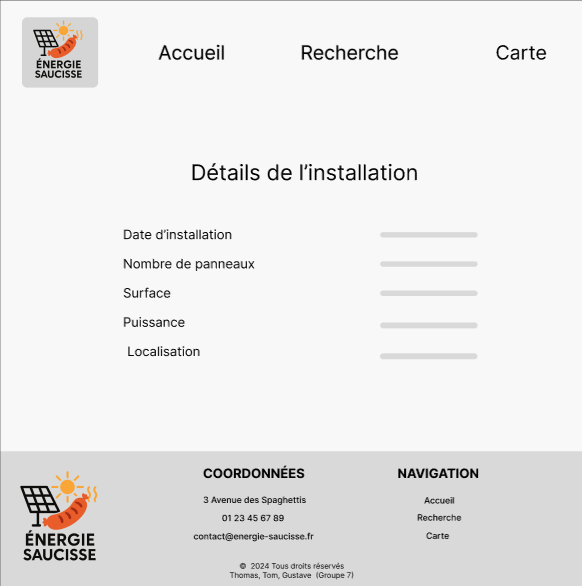 ÉNERGIE
SAUCISSE
Accueil
Recherche
Carte
Détails de l’installation
Date d’installation
Nombre de panneaux
Surface
Puissance
Localisation
ÉNERGIE
SAUCISSE
COORDONNÉES
3 Avenue des Spaghettis
01 23 45 67 89
contact@energie-saucisse.fr
NAVIGATION
Accueil
Recherche
Carte
© 2024 Tous droits réservés
Thomas, Tom, Gustave (Groupe 7)